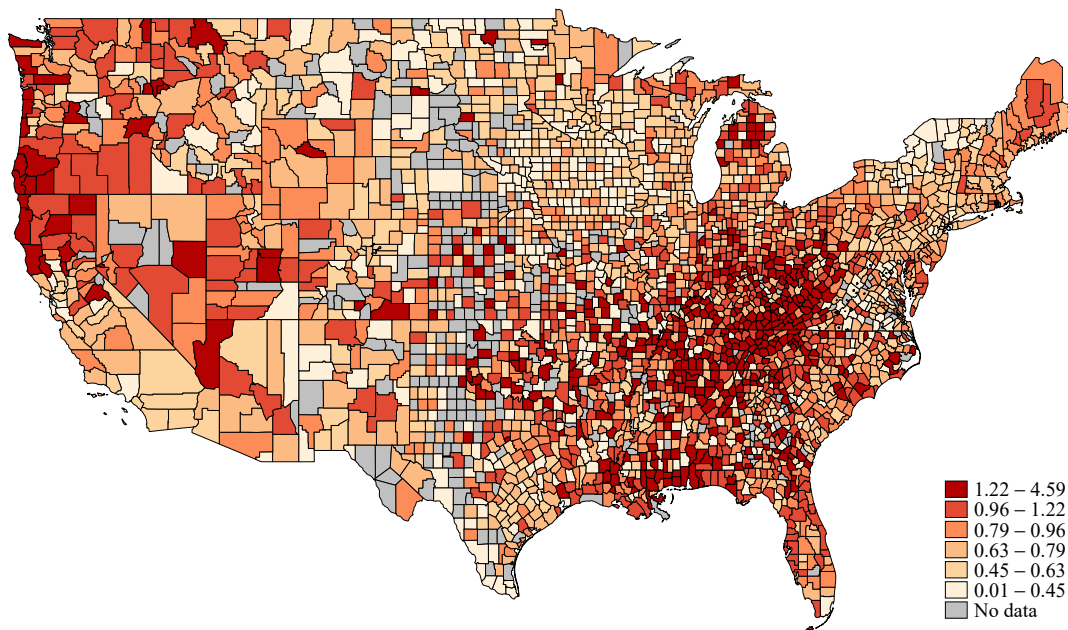 1.22 – 4.59
0.96 – 1.22
0.79 – 0.96
0.63 – 0.79
0.45 – 0.63
0.01 – 0.45
No data